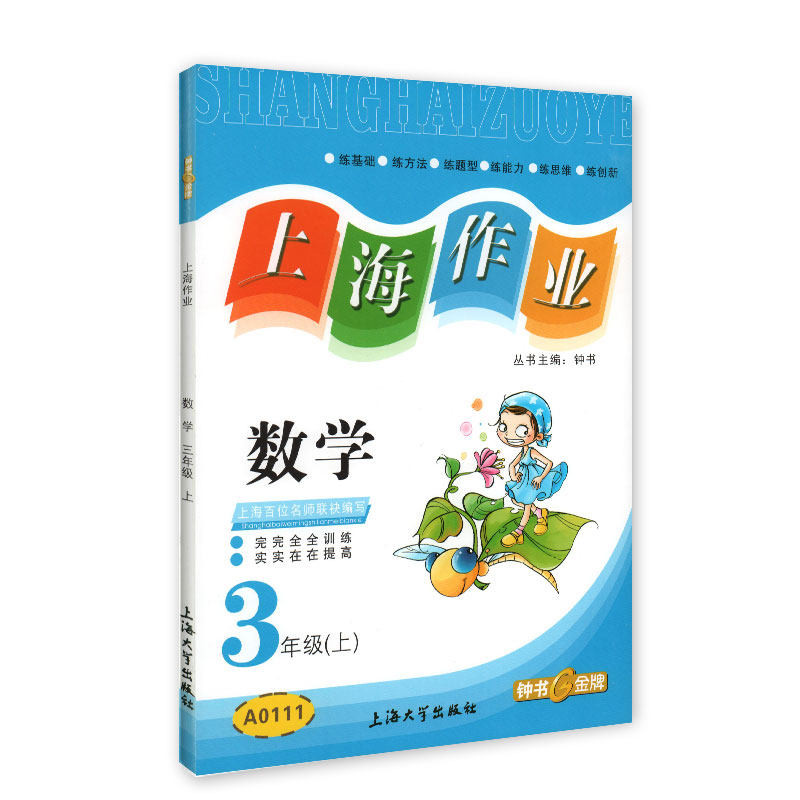 SHANGHAIZUOYE
●练基础●练方法●练题型●练能力●练思维●练创新
上海作业
丛书主编：钟书
数学
上海百位名师联袂编写
●完完全全训练
●实实在在提高
3年级(上)
A0111
上海大学出版社
钟书金牌
钟书金牌
上海作业
数学 三年级 上
上海大学出版社